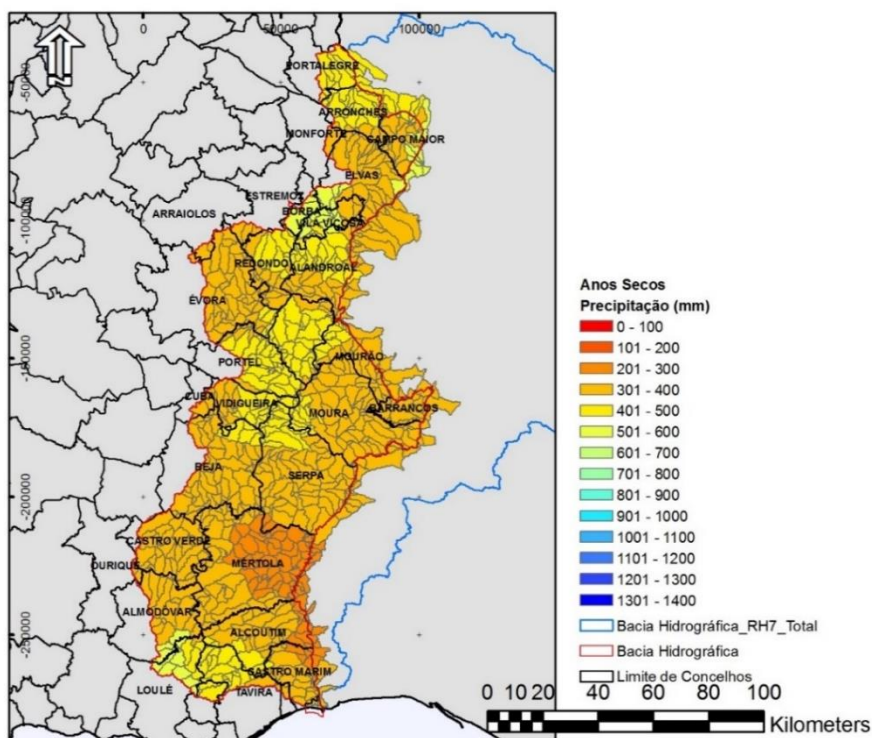 0 50000 100000
N
-50000
-100000
-150000
-200000
-250000
PORTALEGRE
ARRONCHES
MONFORTE
CAMPO MAIOR
ELVAS
ESTREMOZ
BORBA
ARRAIOLOS
VILA VIÇOSA
REDONDO
ALANDROAL
ÉVORA
PORTEL
MOURÃO
CUBA
VIDIGUEIRA
MOURA
BARRANCOS
BEJA
SERPA
CASTRO VERDE
OURIQUE
MÉRTOLA
ALMODÔVAR
ALCOUTIM
CASTRO MARIM
LOULÉ
TAVIRA
Anos Secos
Precipitação (mm)
0 - 100
101 - 200
201 - 300
301 - 400
401 - 500
501 - 600
601 - 700
701 - 800
801 - 900
901 - 1000
1001 - 1100
1101 - 1200
1201 - 1300
1301 - 1400
Bacia Hidrográfica_RH7_Total
Bacia Hidrográfica
Limite de Concelhos
0 10 20 40 60 80 100
Kilometers